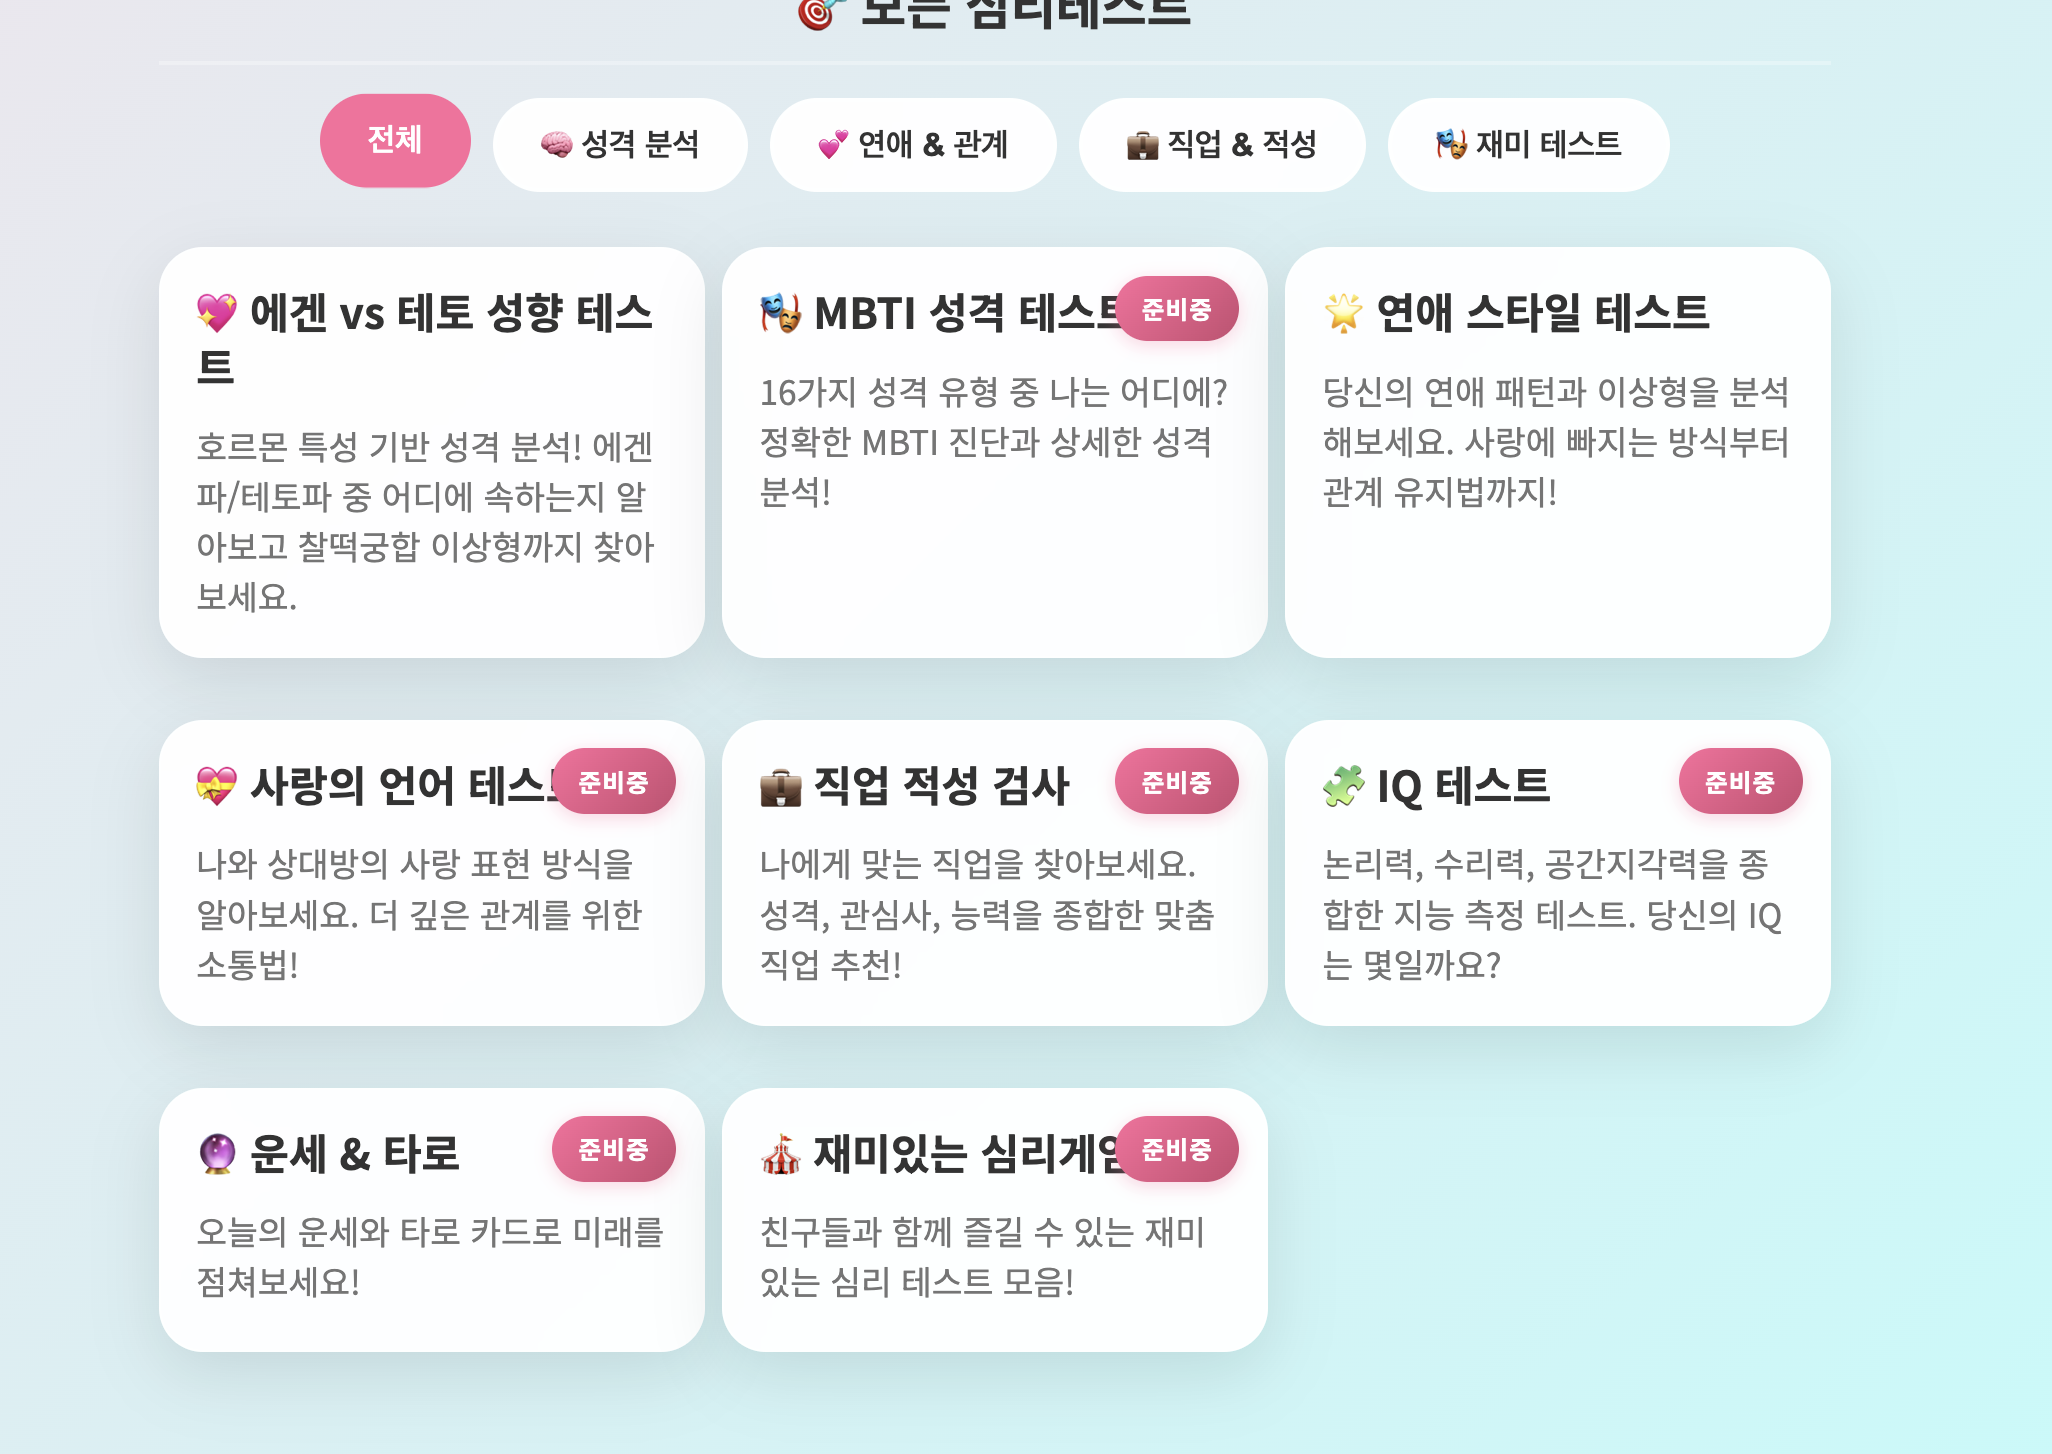 모든 심리테스트
전체
성격 분석
연애 & 관계
직업 & 적성
재미 테스트
에겐 vs 테토 성향 테스
트
호르몬 특성 기반 성격 분석! 에겐
파/테토파 중 어디에 속하는지 알
아보고 찰떡궁합 이상형까지 찾아
보세요.
MBTI 성격 테스트
준비중
16가지 성격 유형 중 나는 어디에?
정확한 MBTI 진단과 상세한 성격
분석!
연애 스타일 테스트
당신의 연애 패턴과 이상형을 분석
해보세요. 사랑에 빠지는 방식부터
관계 유지법까지!
사랑의 언어 테스트
준비중
나와 상대방의 사랑 표현 방식을
알아보세요. 더 깊은 관계를 위한
소통법!
직업 적성 검사
준비중
나에게 맞는 직업을 찾아보세요.
성격, 관심사, 능력을 종합한 맞춤
직업 추천!
IQ 테스트
준비중
논리력, 수리력, 공간지각력을 종
합한 지능 측정 테스트. 당신의 IQ
는 몇일까요?
운세 & 타로
준비중
오늘의 운세와 타로 카드로 미래를
점쳐보세요!
재미있는 심리게임
준비중
친구들과 함께 즐길 수 있는 재미
있는 심리 테스트 모음!